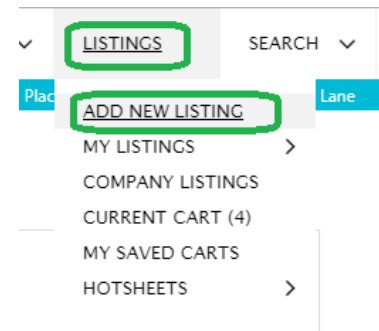 LISTINGS SEARCH
Plac Lane
ADD NEW LISTING
MY LISTINGS
COMPANY LISTINGS
CURRENT CART (4)
MY SAVED CARTS
HOTSHEETS